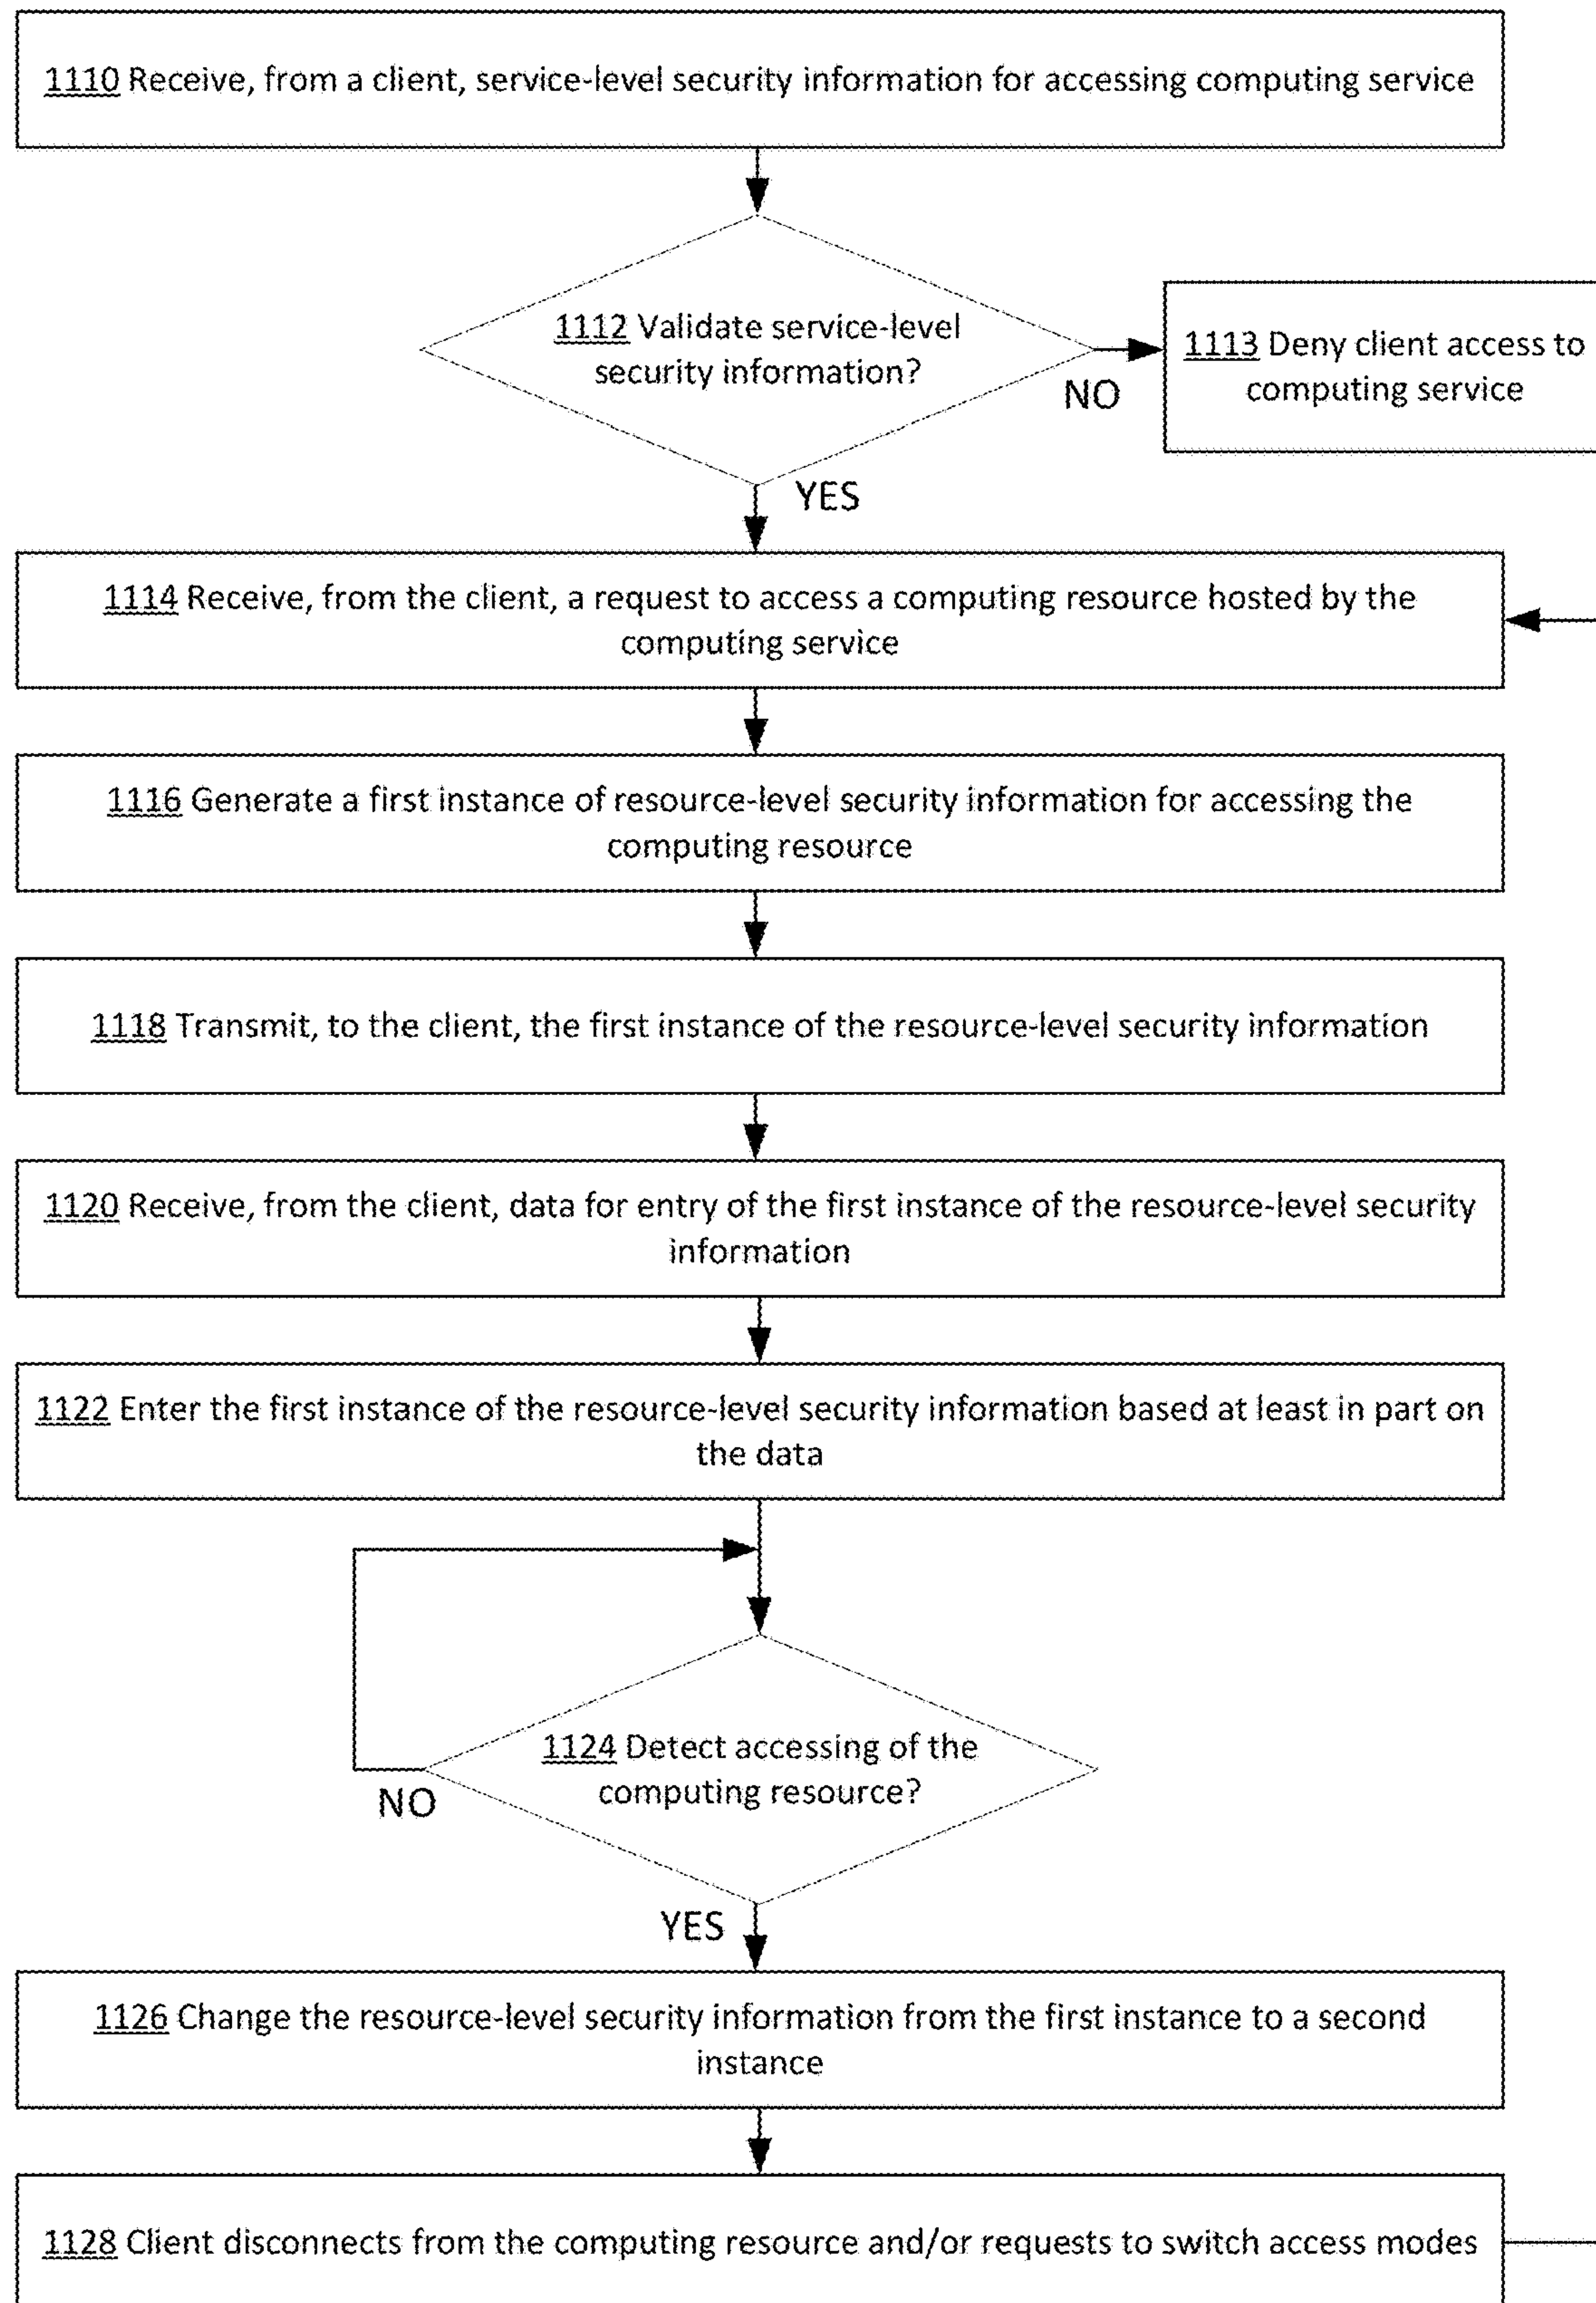 1110 Receive, from a client, service-level security information for accessing computing service
1112 Validate service-level
security information?
1113 Deny client access to
computing service
NO
YES
1114 Receive, from the client, a request to access a computing resource hosted by the
computing service
1116 Generate a first instance of resource-level security information for accessing the
computing resource
1118 Transmit, to the client, the first instance of the resource-level security information
1120 Receive, from the client, data for entry of the first instance of the resource-level security
information
1122 Enter the first instance of the resource-level security information based at least in part on
the data
1124 Detect accessing of the
computing resource?
NO
YES
1126 Change the resource-level security information from the first instance to a second
instance
1128 Client disconnects from the computing resource and/or requests to switch access modes